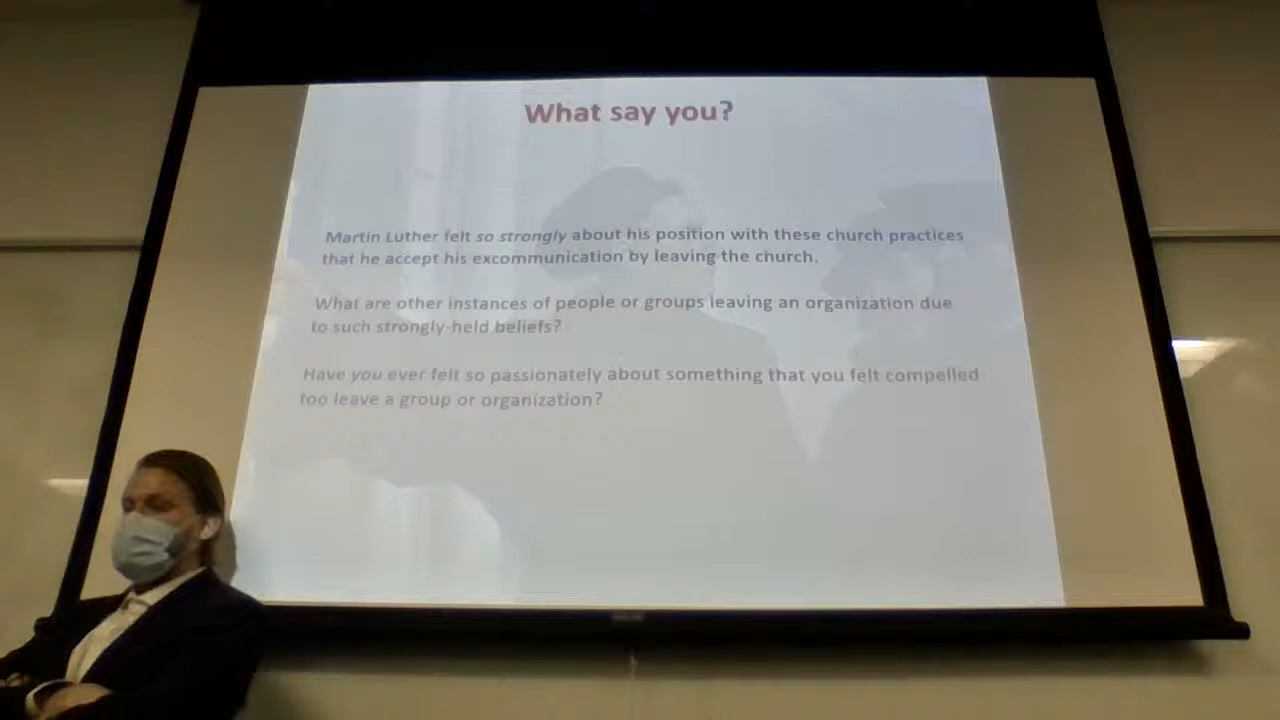 What say you?
Martin Luther felt so strongly about his position with these church practices
that he accept his excommunication by leaving the church.
What are other instances of people or groups leaving an organization due
to such strongly-held beliefs?
Have you ever felt so passionately about something that you felt compelled
too leave a group or organization?